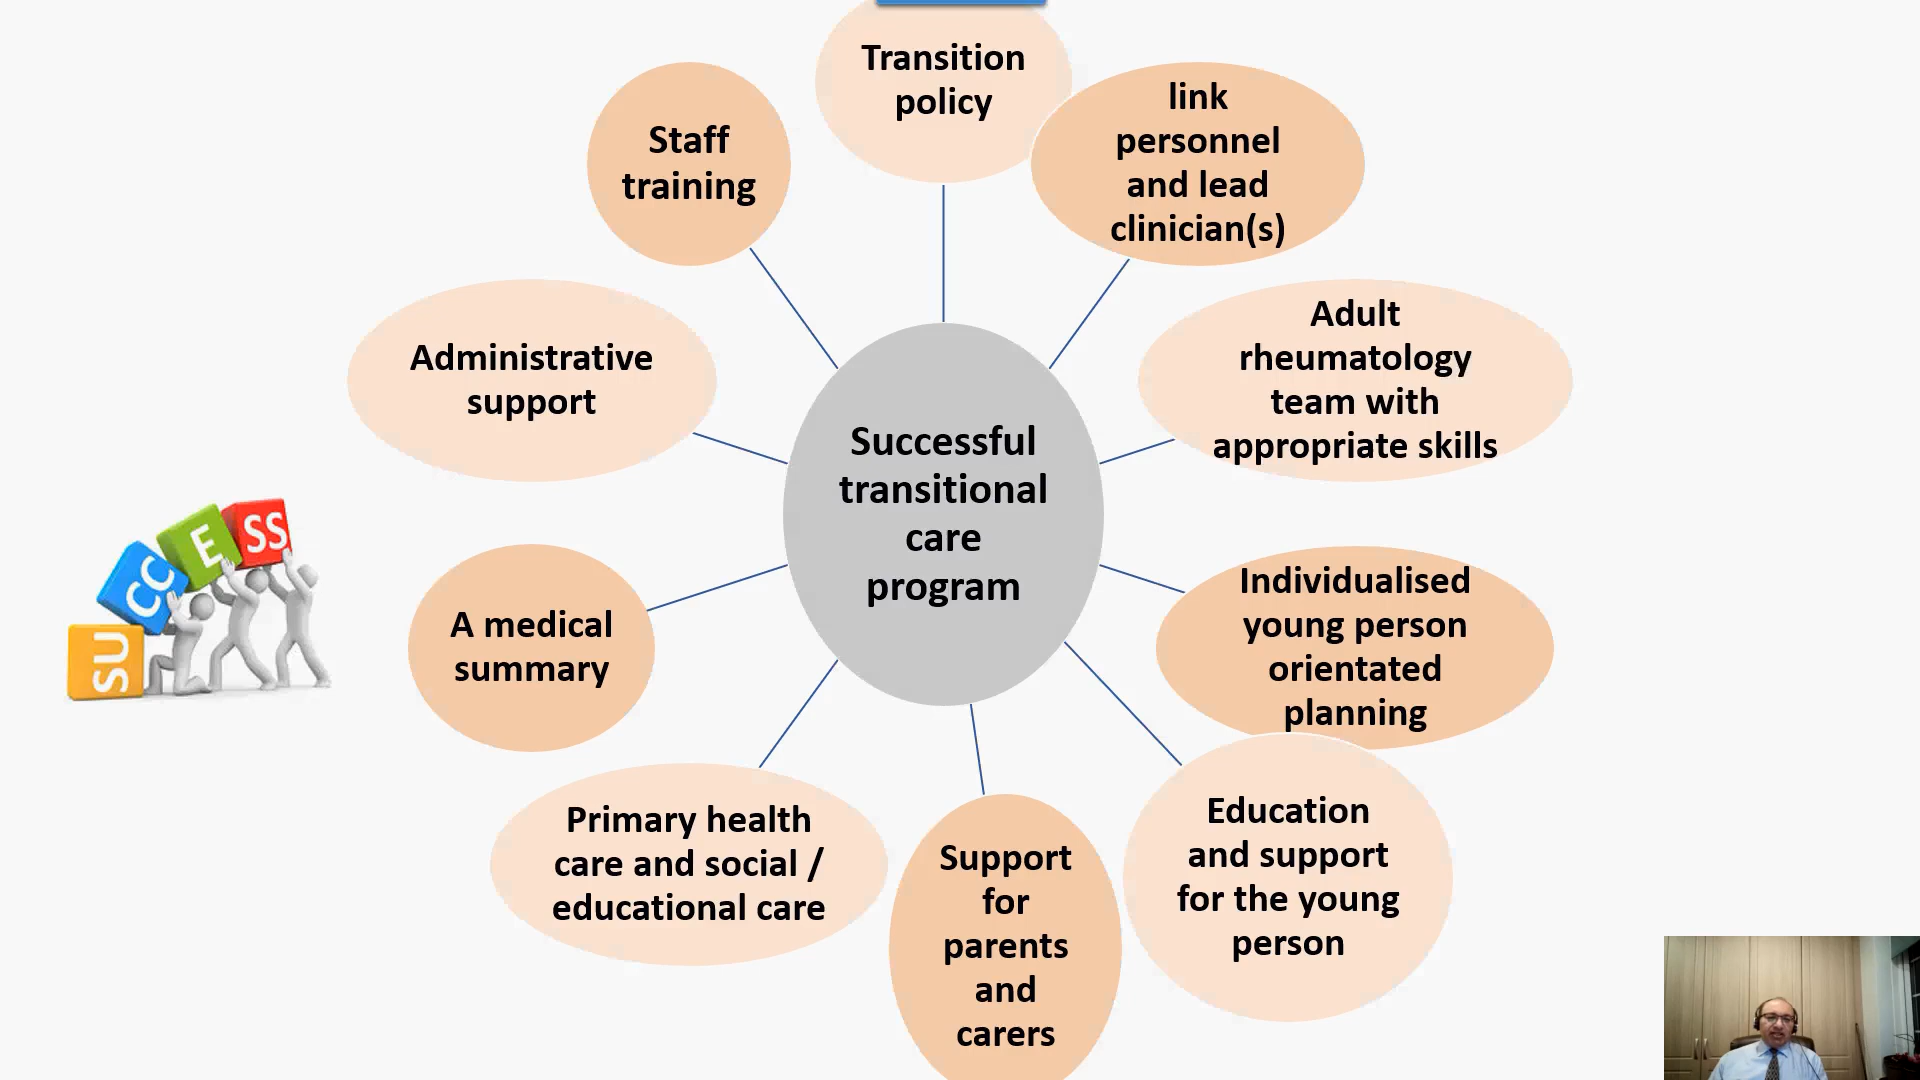 Transition
policy
link
personnel
and lead
clinician(s)
Adult
rheumatology
team with
appropriate skills
Individualised
young person
orientated
planning
Education
and support
for the young
person
Support
for
parents
and
carers
Primary health
care and social /
educational care
A medical
summary
Administrative
support
Staff
training
Successful
transitional
care
program
SU
CC
E
SS